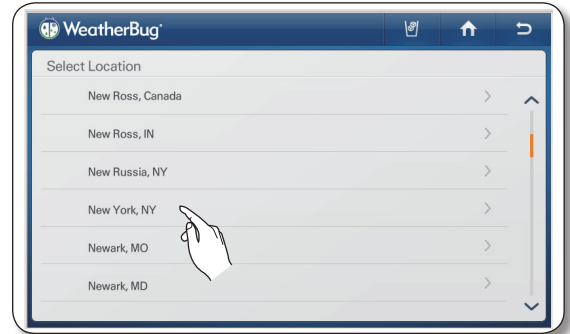 WeatherBug
Select Location
New Ross, Canada
New Ross, IN
New Russia, NY
New York, NY
Newark, MO
Newark, MD